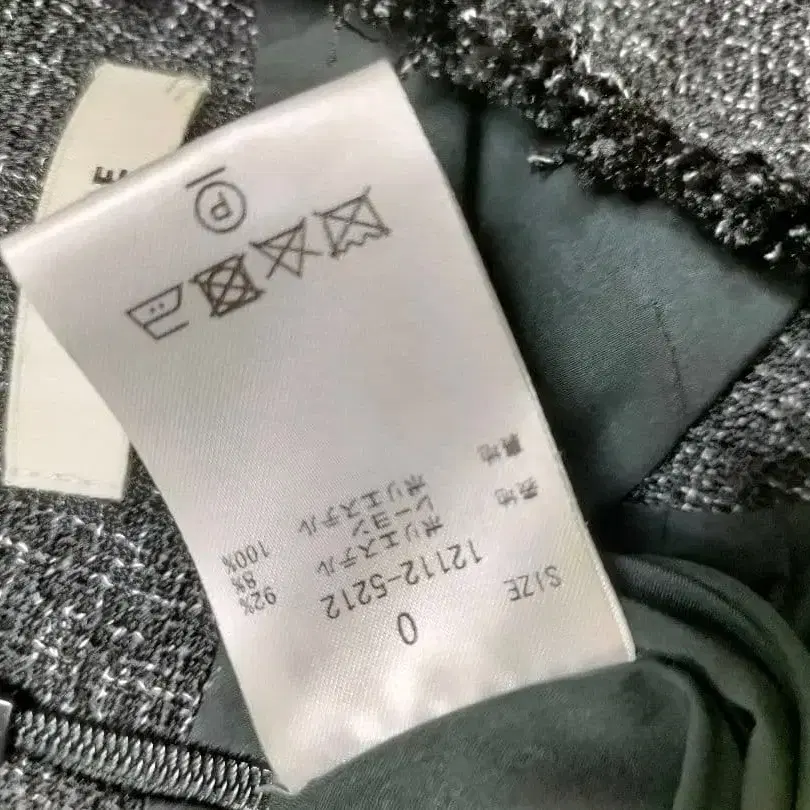 SIZE 0
12112-5212
表地 ポリエステル 92%
レーヨン 8%
裏地 ポリエステル 100%
P
E